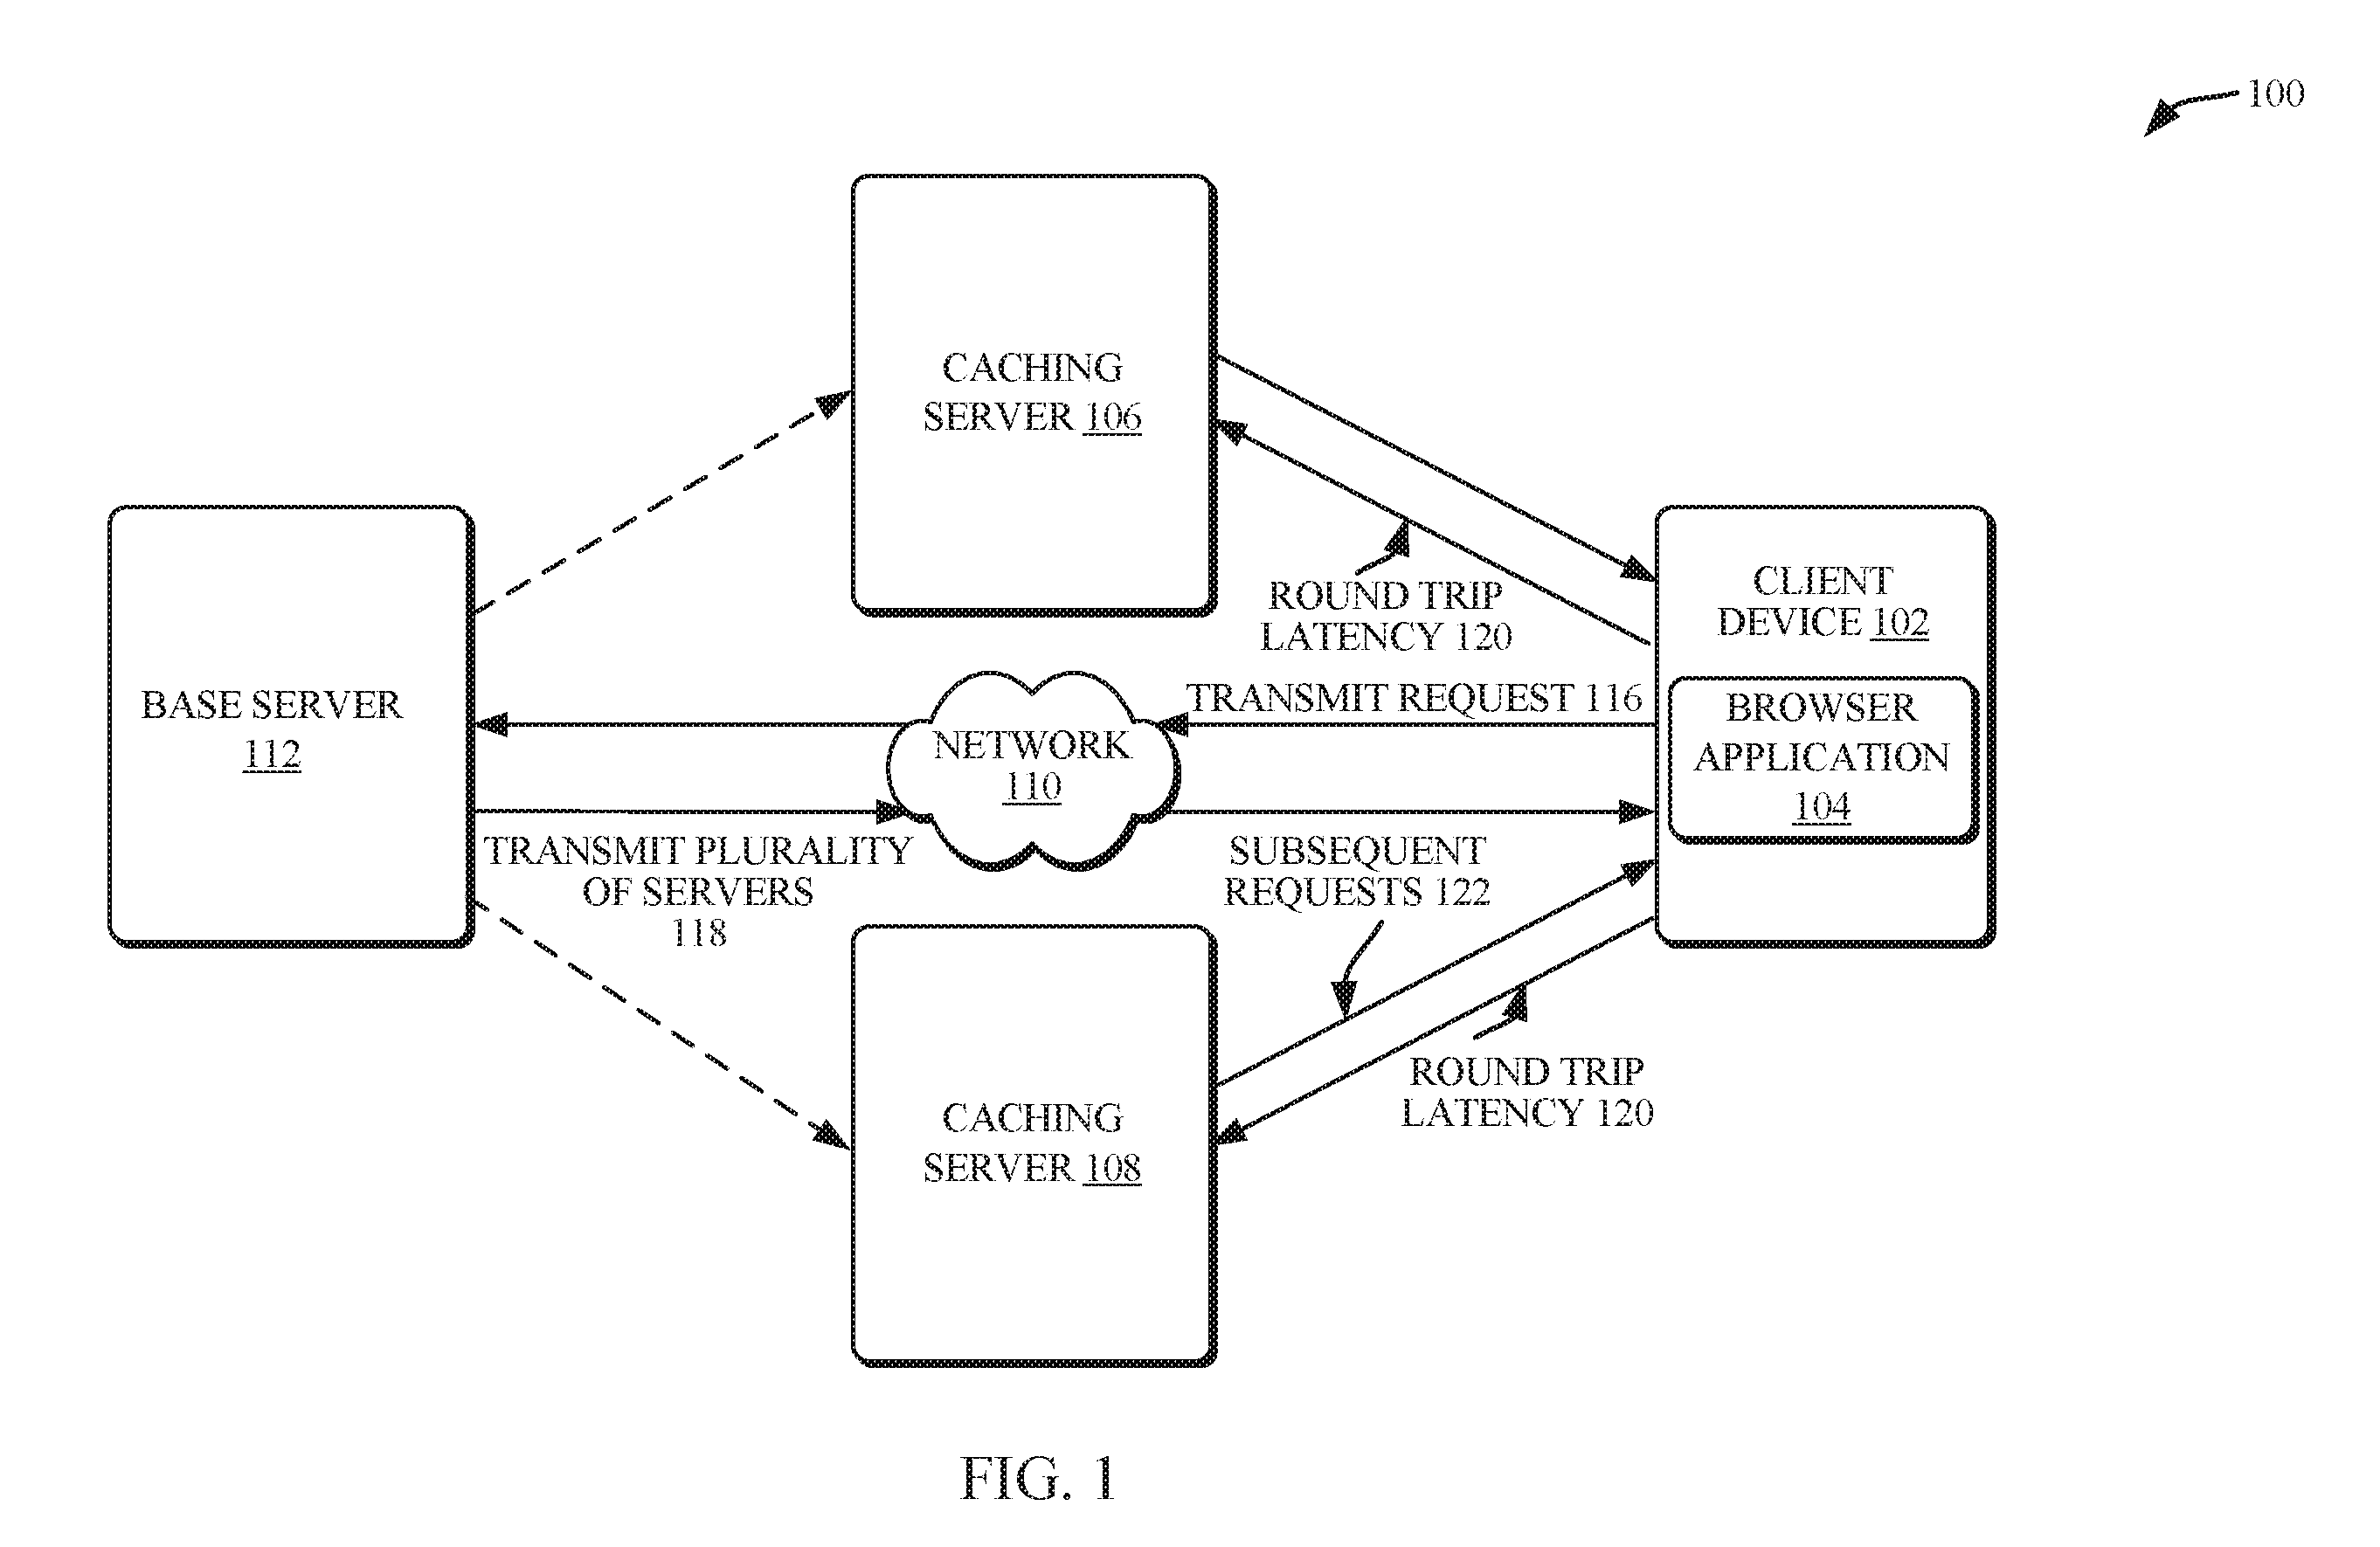 100
CACHING
SERVER 106
ROUND TRIP
LATENCY 120
CLIENT
DEVICE 102
BASE SERVER
112
NETWORK
110
TRANSMIT REQUEST 116
BROWSER
APPLICATION
104
TRANSMIT PLURALITY
OF SERVERS
118
SUBSEQUENT
REQUESTS 122
CACHING
SERVER 108
ROUND TRIP
LATENCY 120
FIG. 1